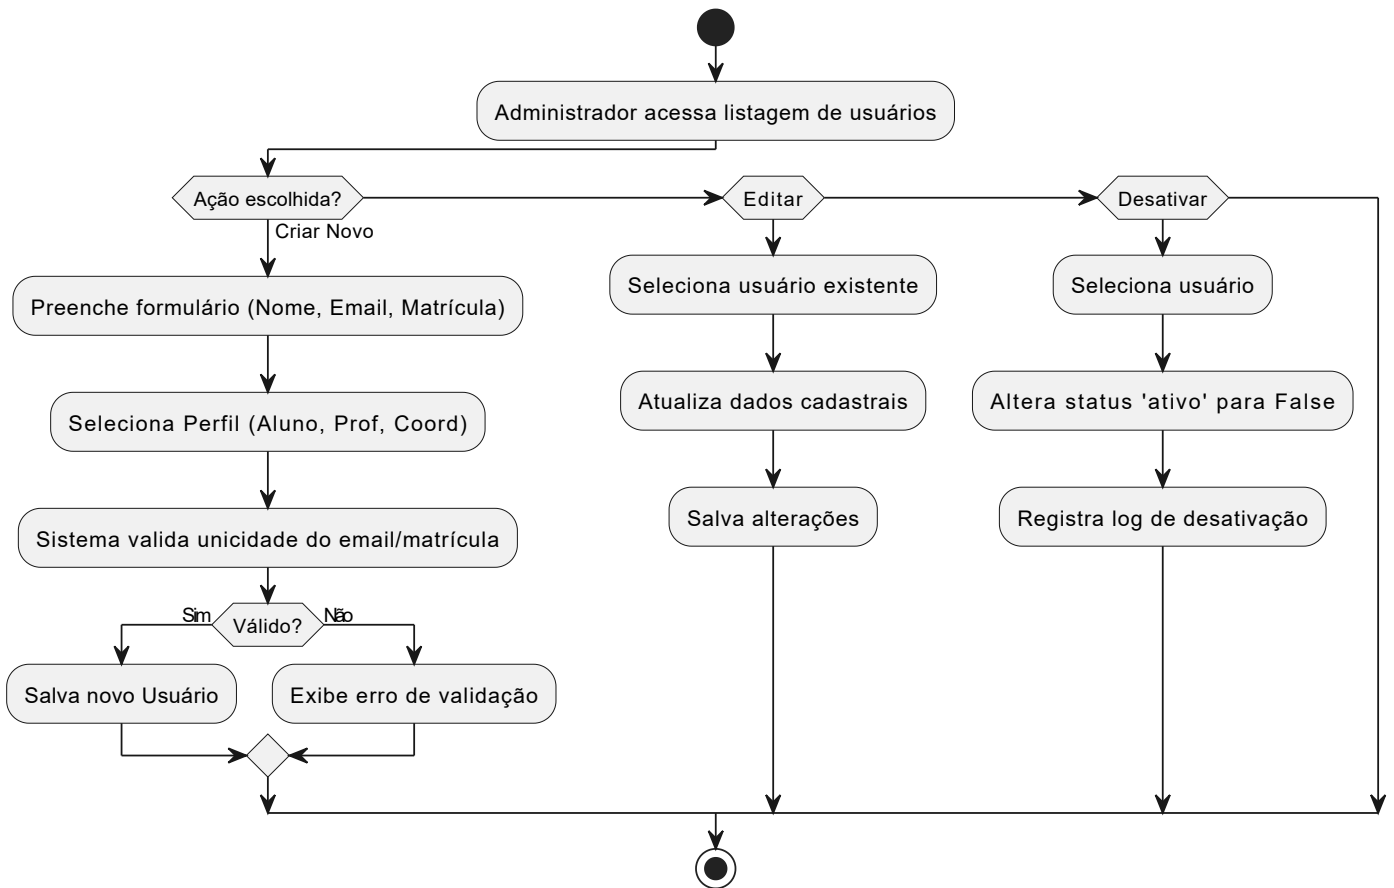 Administrador acessa listagem de usuários
Ação escolhida?
Criar Novo
Preenche formulário (Nome, Email, Matrícula)
Seleciona Perfil (Aluno, Prof, Coord)
Sistema valida unicidade do email/matrícula
Válido?
Sim
Não
Salva novo Usuário
Exibe erro de validação
Editar
Seleciona usuário existente
Atualiza dados cadastrais
Salva alterações
Desativar
Seleciona usuário
Altera status 'ativo' para False
Registra log de desativação